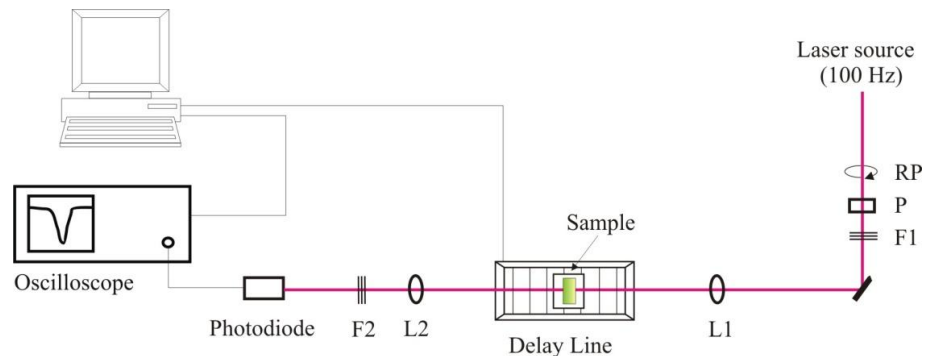 Laser source
(100 Hz)
RP
P
F1
Sample
Oscilloscope
Photodiode
F2
L2
Delay Line
L1